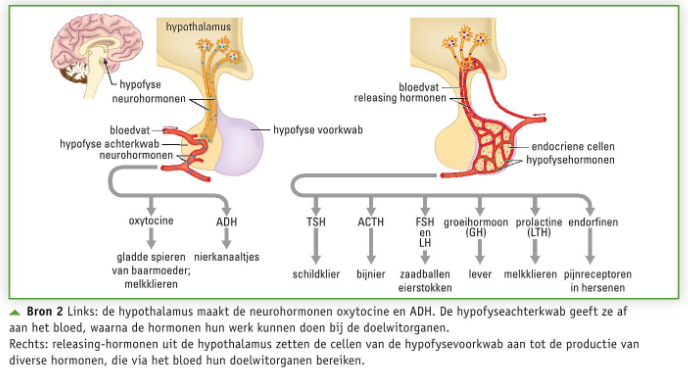 hypothalamus
hypofyse
neurohormonen
bloedvat
hypofyse achterkwab
neurohormonen
hypofyse voorkwab
bloedvat
releasing hormonen
endocriene cellen
hypofysehormonen
oxytocine
ADH
gladde spieren
van baarmoeder;
melkklieren
nierkanaaltjes
TSH
ACTH
FSH
en
LH
groeihormoon
(GH)
prolactine
(LTH)
endorfinen
schildklier
bijnier
zaadballen
eierstokken
lever
melkklieren
pijnreceptoren
in hersenen
Bron 2 Links: de hypothalamus maakt de neurohormonen oxytocine en ADH. De hypofyseachterkwab geeft ze af
aan het bloed, waarna de hormonen hun werk kunnen doen bij de doelwitorganen.
Rechts: releasing-hormonen uit de hypothalamus zetten de cellen van de hypofysevoorkwab aan tot de productie van
diverse hormonen, die via het bloed hun doelwitorganen bereiken.